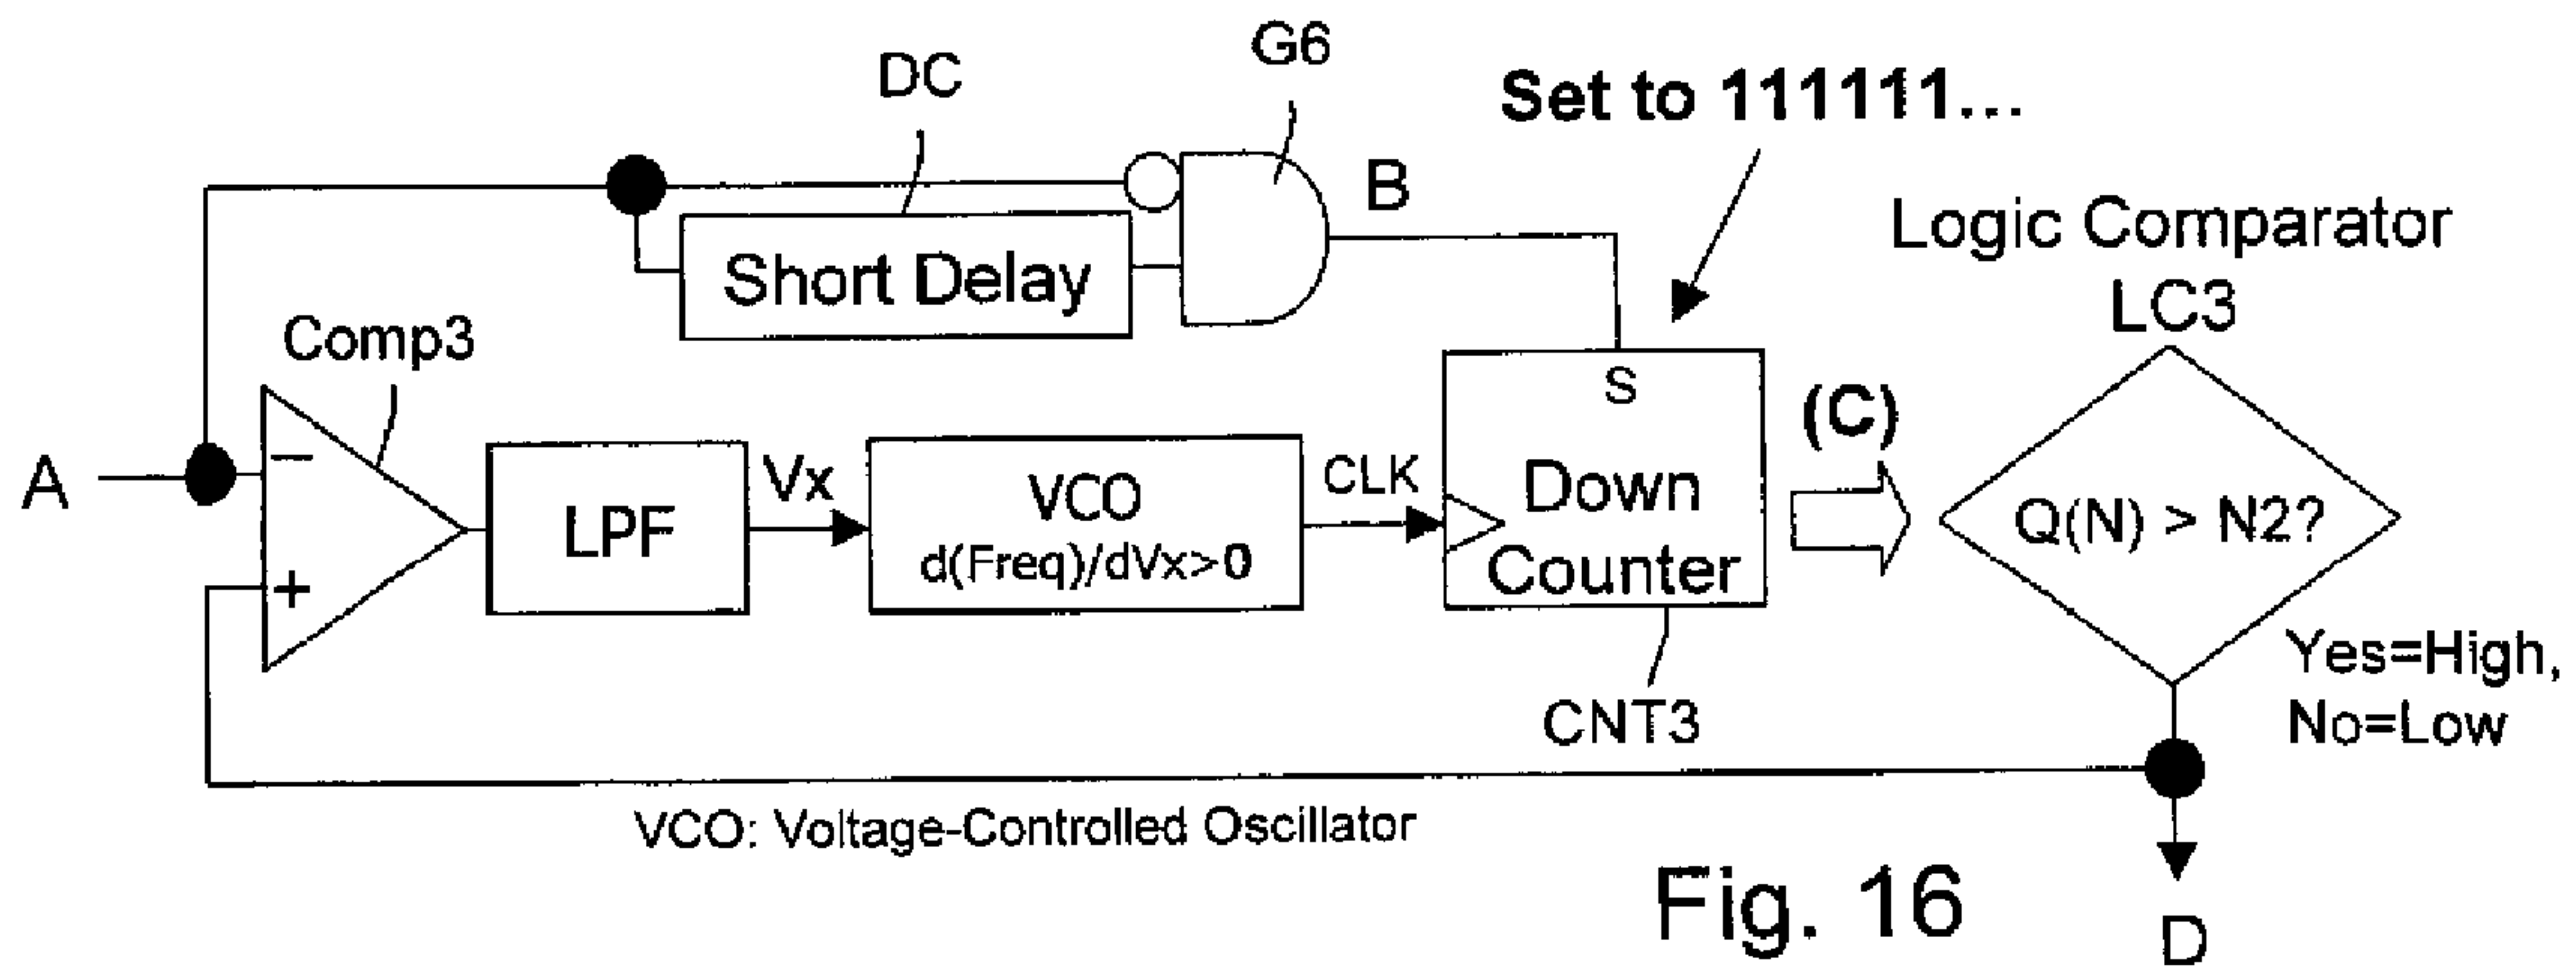 G6
DC
Set to 111111...
B
Logic Comparator
LC3
Short Delay
Comp3
S
(C)
A
−
LPF
Vx
VCO
d(Freq)/dVx>0
CLK
Down
Counter
Q(N) > N2?
+
Yes=High,
No=Low
CNT3
VCO: Voltage-Controlled Oscillator
Fig. 16
D